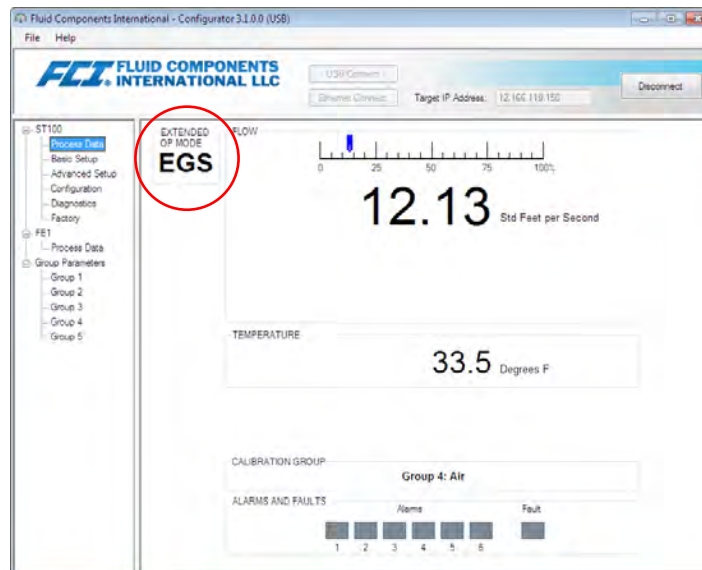 Fluid Components International - Configurator 3.1.0.0 (USB)
File Help
FCI. FLUID COMPONENTS
INTERNATIONAL LLC
USB Connect
Ethernet Connect
Target IP Address:
Disconnect
ST100
Process Data
Basic Setup
Advanced Setup
Configuration
Diagnostics
Factory
FE1
Process Data
Group Parameters
Group 1
Group 2
Group 3
Group 4
Group 5
EXTENDED
OP MODE
EGS
FLOW
0 25 50 75 100%
12.13 Std Feet per Second
TEMPERATURE
33.5 Degrees F
CALIBRATION GROUP
Group 4: Air
ALARMS AND FAULTS
Alarms Fault
1 2 3 4 5 6